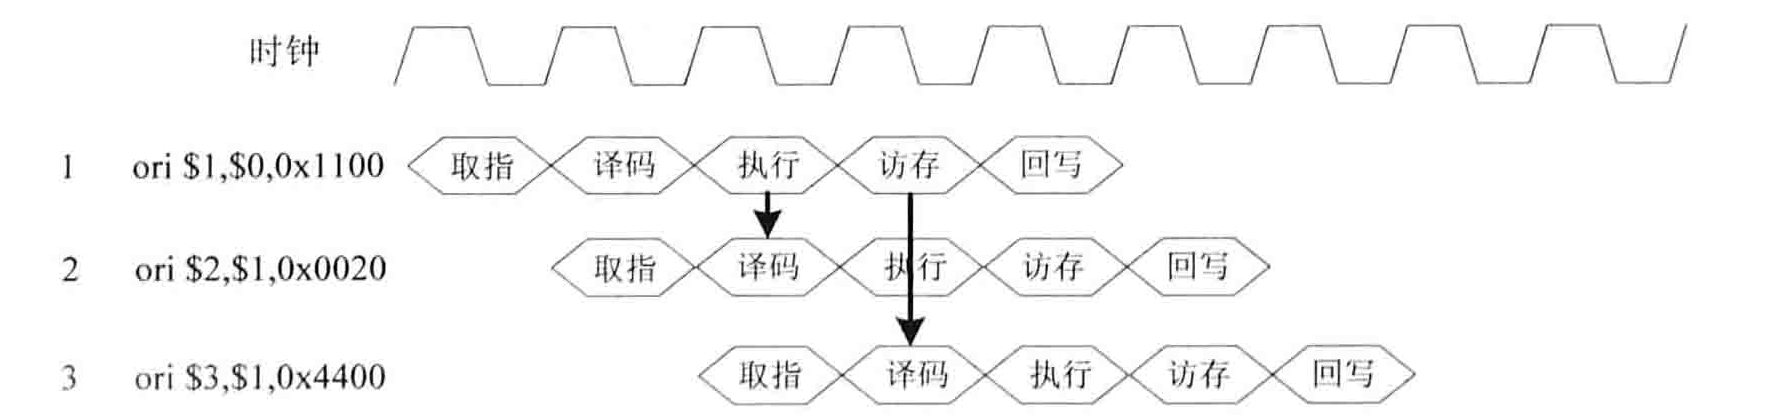 时钟
1 ori $1,$0,0x1100 取指 译码 执行 访存 回写
2 ori $2,$1,0x0020 取指 译码 执行 访存 回写
3 ori $3,$1,0x4400 取指 译码 执行 访存 回写